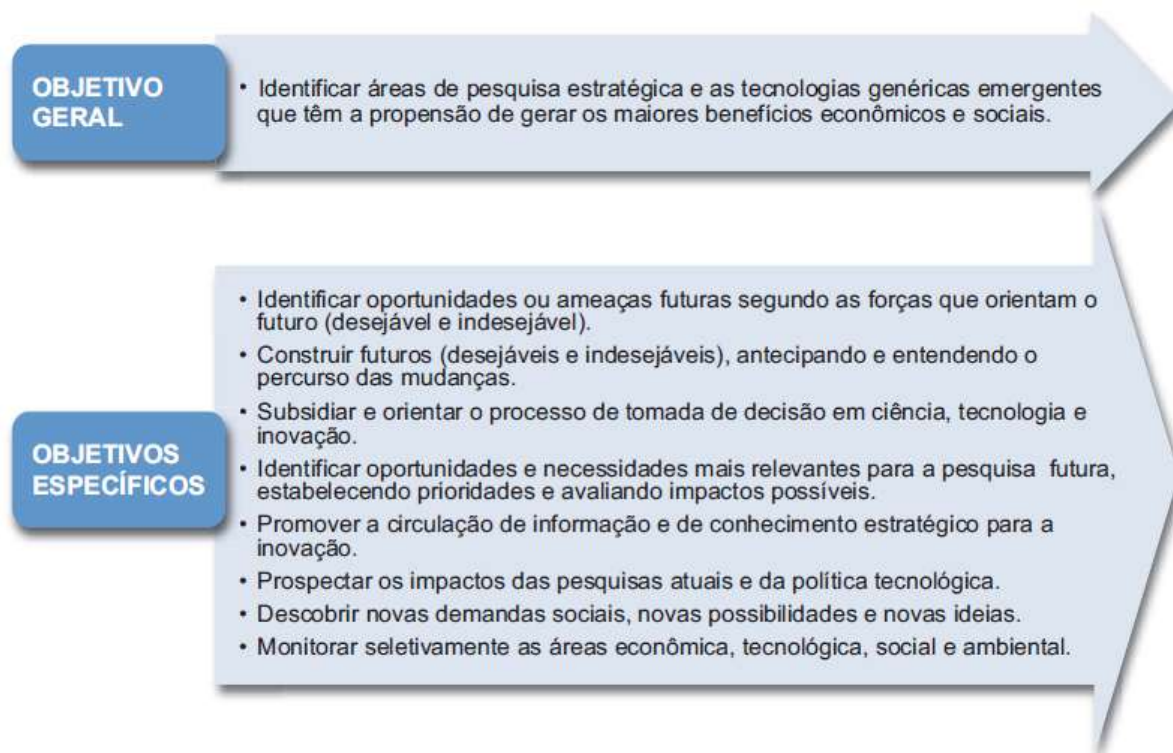 OBJETIVO
GERAL
• Identificar áreas de pesquisa estratégica e as tecnologias genéricas emergentes
que têm a propensão de gerar os maiores benefícios econômicos e sociais.
OBJETIVOS
ESPECÍFICOS
• Identificar oportunidades ou ameaças futuras segundo as forças que orientam o
futuro (desejável e indesejável).
• Construir futuros (desejáveis e indesejáveis), antecipando e entendendo o
percurso das mudanças.
• Subsidiar e orientar o processo de tomada de decisão em ciência, tecnologia e
inovação.
• Identificar oportunidades e necessidades mais relevantes para a pesquisa futura,
estabelecendo prioridades e avaliando impactos possíveis.
• Promover a circulação de informação e de conhecimento estratégico para a
inovação.
• Prospectar os impactos das pesquisas atuais e da política tecnológica.
• Descobrir novas demandas sociais, novas possibilidades e novas ideias.
• Monitorar seletivamente as áreas econômica, tecnológica, social e ambiental.